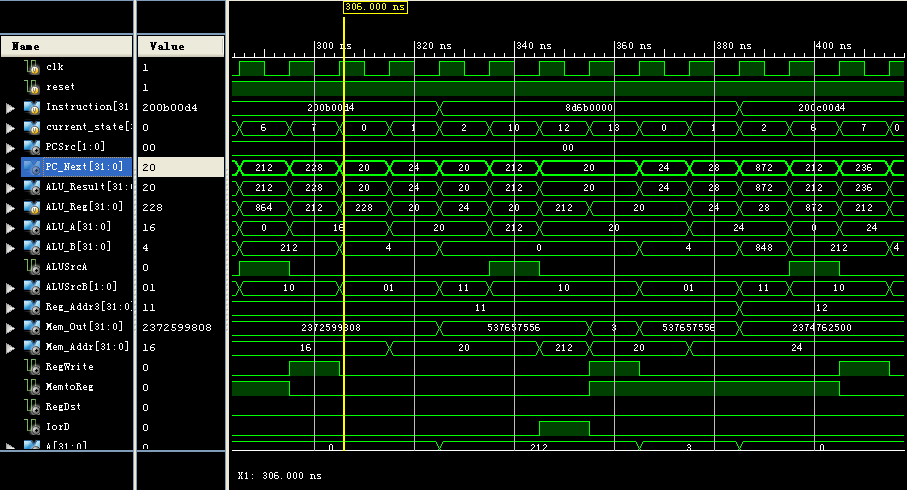 306.000 ns
Name Value 300 ns 320 ns 340 ns 360 ns 380 ns 400
clk 1
reset 1
Instruction[31 200b00d4 200b00d4 8d6b0000 200c00d4
current_state[: 0 6 7 0 1 2 10 12 13 0 1 2 6 7 0
PCSrc[1:0] 00 00
PC_Next[31:0] 20 212 228 20 24 20 212 20 24 28 872 212 236
ALU_Result[31: 20 212 228 20 24 20 212 20 24 28 872 212 236
ALU_Reg[31:0] 228 864 212 228 20 24 20 212 20 24 28 872 212
ALU_A[31:0] 16 0 16 20 212 20 24 0 24
ALU_B[31:0] 4 212 4 0 4 848 212 4
ALUSrcA 0
ALUSrcB[1:0] 01 10 01 11 10 01 11 10
Reg_Addr3[31:0] 11 11 12
Mem_Out[31:0] 2372599808 2372599808 537657556 3 537657556 2374762500
Mem_Addr[31:0] 16 16 20 212 20 24
RegWrite 0
MemtoReg 0
RegDst 0
IorD 0
A[31:0] 0 0 212 3 0
X1: 306.000 ns